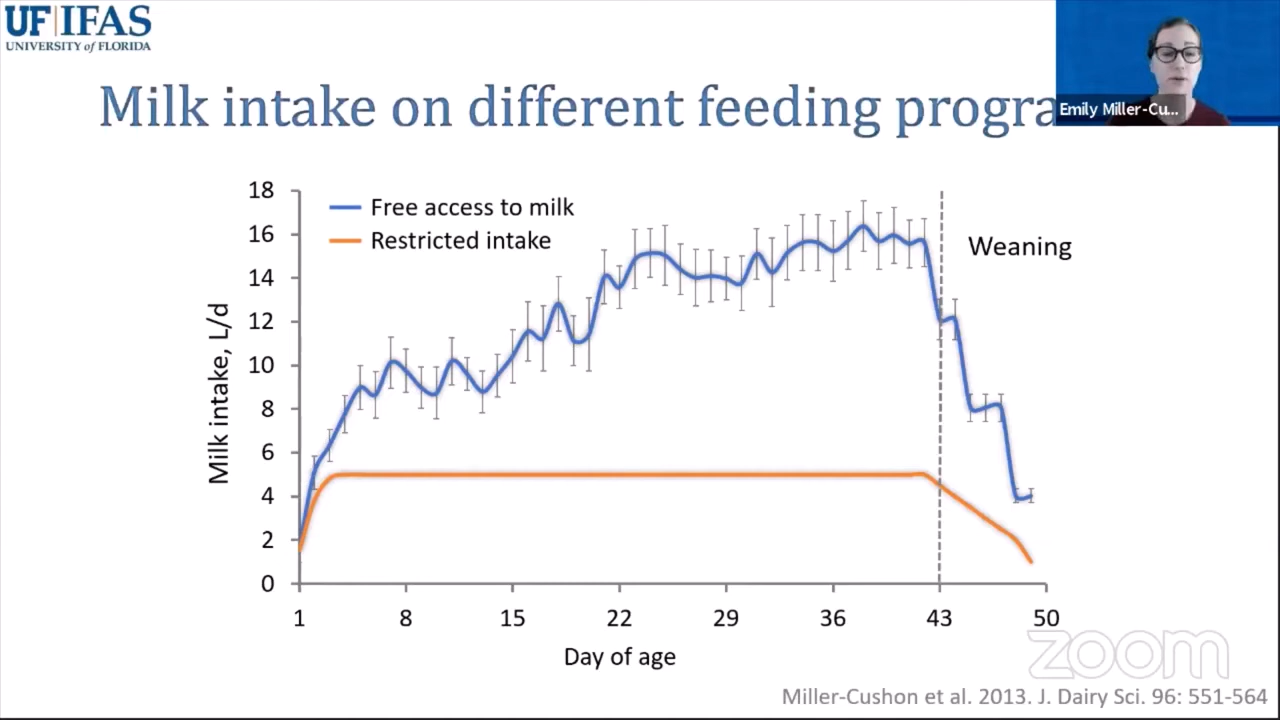 UF|IFAS
UNIVERSITY of FLORIDA
Milk intake on different feeding progra
Emily Miller-Cu...
Free access to milk
Restricted intake
Weaning
Milk intake, L/d
18
16
14
12
10
8
6
4
2
0
1 8 15 22 29 36 43 50
Day of age
zoom
Miller-Cushon et al. 2013. J. Dairy Sci. 96: 551-564